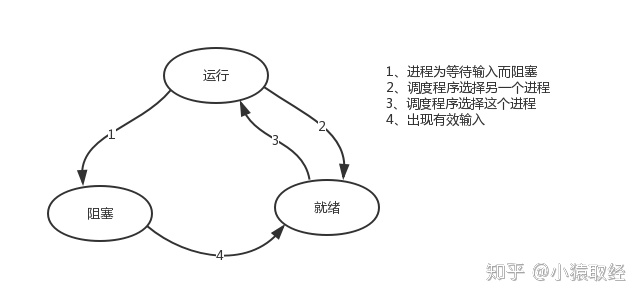 运行
1、进程为等待输入而阻塞
2、调度程序选择另一个进程
3、调度程序选择这个进程
4、出现有效输入
1
2
3
阻塞
就绪
4
知乎 @小猿取经